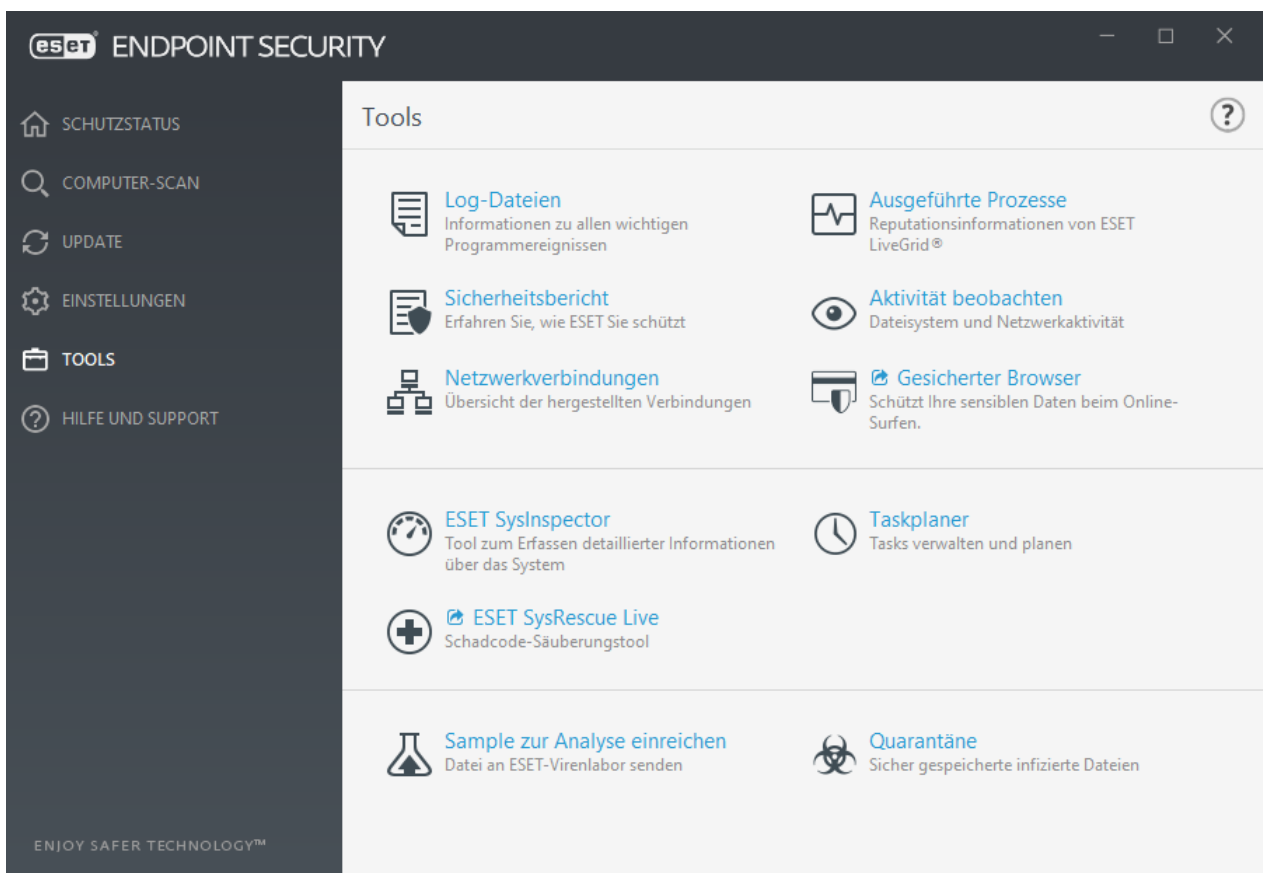 eset ENDPOINT SECURITY
SCHUTZSTATUS
COMPUTER-SCAN
UPDATE
EINSTELLUNGEN
TOOLS
HILFE UND SUPPORT
ENJOY SAFER TECHNOLOGY™
Tools
?
Log-Dateien
Informationen zu allen wichtigen
Programmereignissen
Ausgeführte Prozesse
Reputationsinformationen von ESET
LiveGrid®
Sicherheitsbericht
Erfahren Sie, wie ESET Sie schützt
Aktivität beobachten
Dateisystem und Netzwerkaktivität
Netzwerkverbindungen
Übersicht der hergestellten Verbindungen
Gesicherter Browser
Schützt Ihre sensiblen Daten beim Online-
Surfen.
ESET SysInspector
Tool zum Erfassen detaillierter Informationen
über das System
Taskplaner
Tasks verwalten und planen
ESET SysRescue Live
Schadcode-Säuberungstool
Sample zur Analyse einreichen
Datei an ESET-Virenlabor senden
Quarantäne
Sicher gespeicherte infizierte Dateien